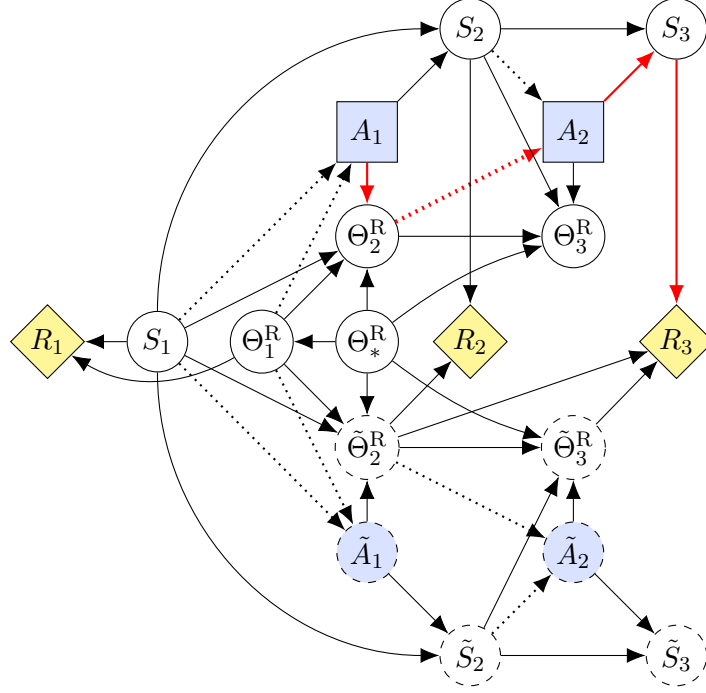 S₂ S₃
A₁ A₂
Θ₂ᴿ Θ₃ᴿ
R₁ S₁ Θ₁ᴿ Θ⁎ᴿ R₂ R₃
Θ̃₂ᴿ Θ̃₃ᴿ
Ã₁ Ã₂
S̃₂ S̃₃